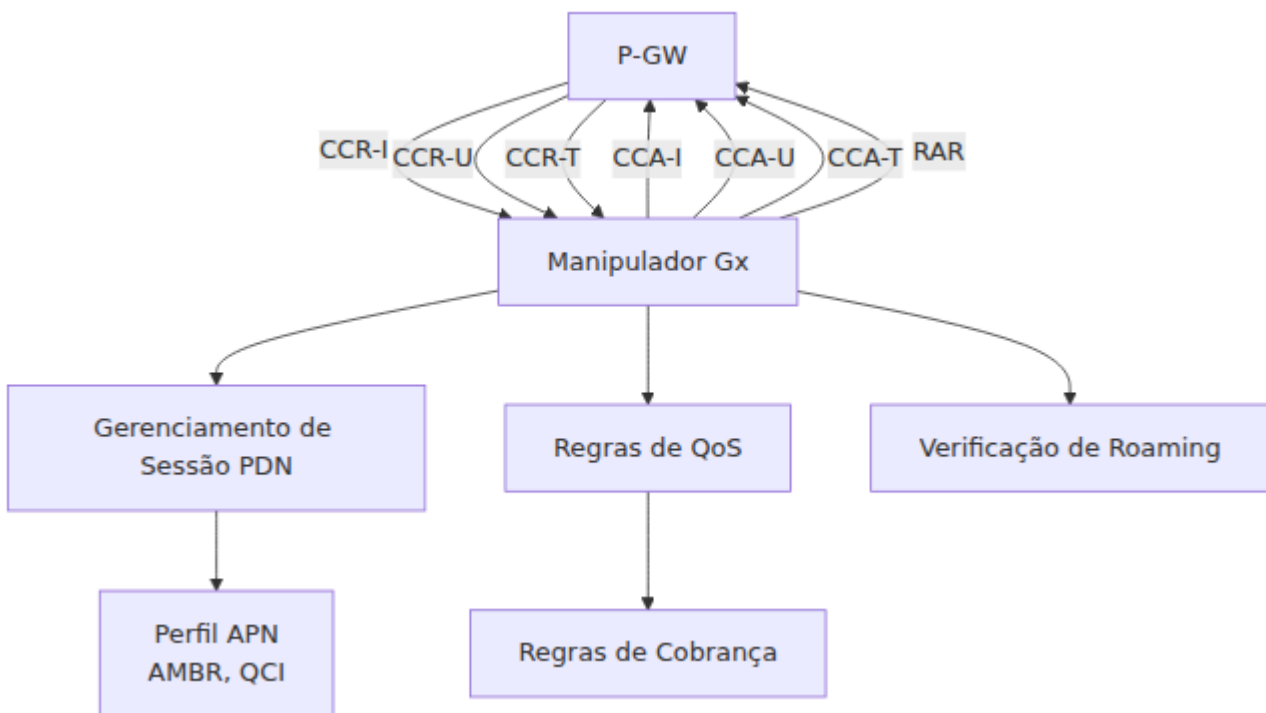 P-GW
CCR-I
CCR-U
CCR-T
CCA-I
CCA-U
CCA-T
RAR
Manipulador Gx
Gerenciamento de
Sessão PDN
Regras de QoS
Verificação de Roaming
Perfil APN
AMBR, QCI
Regras de Cobrança